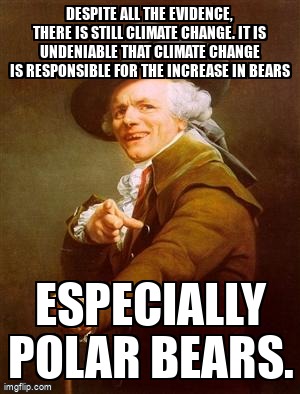 DESPITE ALL THE EVIDENCE,
THERE IS STILL CLIMATE CHANGE. IT IS
UNDENIABLE THAT CLIMATE CHANGE
IS RESPONSIBLE FOR THE INCREASE IN BEARS
ESPECIALLY
POLAR BEARS.
imgflip.com